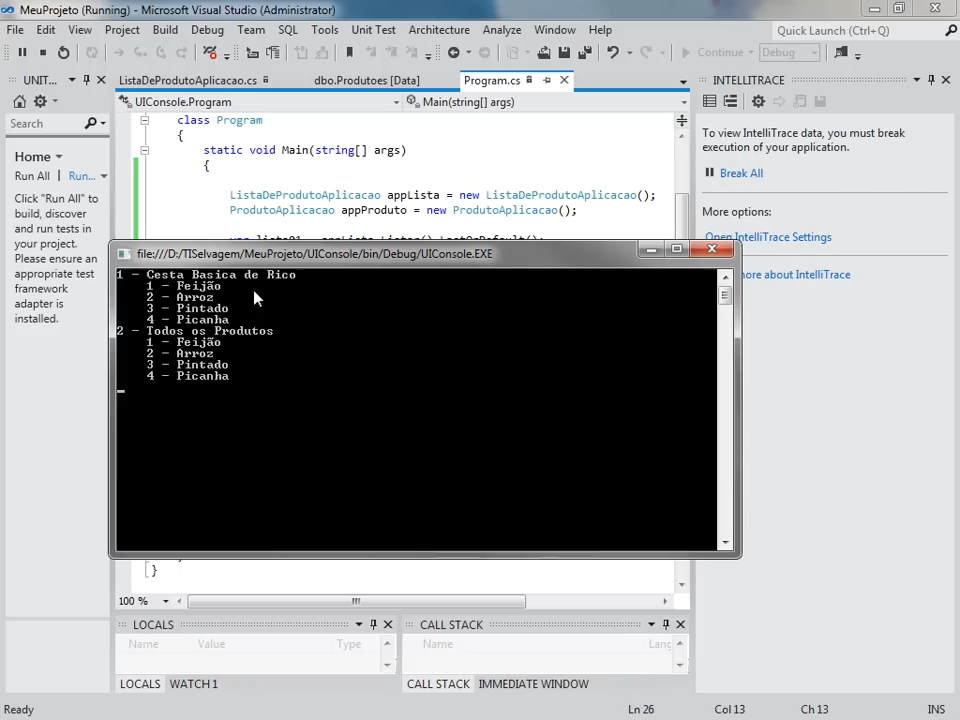 MeuProjeto (Running) - Microsoft Visual Studio (Administrator)
File Edit View Project Build Debug Team SQL Tools Unit Test Architecture Analyze Window Help
Quick Launch (Ctrl+Q)
Continue Debug
UNIT...
ListaDeProdutoAplicacao.cs dbo.Produtoes [Data] Program.cs
INTELLITRACE
UIConsole.Program Main(string[] args)
Search
Home
Run All Run...
Click "Run All" to
build, discover
and run tests in
your project.
Please ensure an
appropriate test
framework
adapter is
installed.
class Program
{
static void Main(string[] args)
{
ListaDeProdutoAplicacao appLista = new ListaDeProdutoAplicacao();
ProdutoAplicacao appProduto = new ProdutoAplicacao();
To view IntelliTrace data, you must break
execution of your application.
Break All
More options:
Open IntelliTrace Settings
more about IntelliTrace
file:///D:/TISelvagem/MeuProjeto/UIConsole/bin/Debug/UIConsole.EXE
1 - Cesta Basica de Rico
1 - Feijão
2 - Arroz
3 - Pintado
4 - Picanha
2 - Todos os Produtos
1 - Feijão
2 - Arroz
3 - Pintado
4 - Picanha
}
100 %
LOCALS
Name Value Type
LOCALS WATCH 1
CALL STACK
Name Lang
CALL STACK IMMEDIATE WINDOW
Ready Ln 26 Col 13 Ch 13 INS